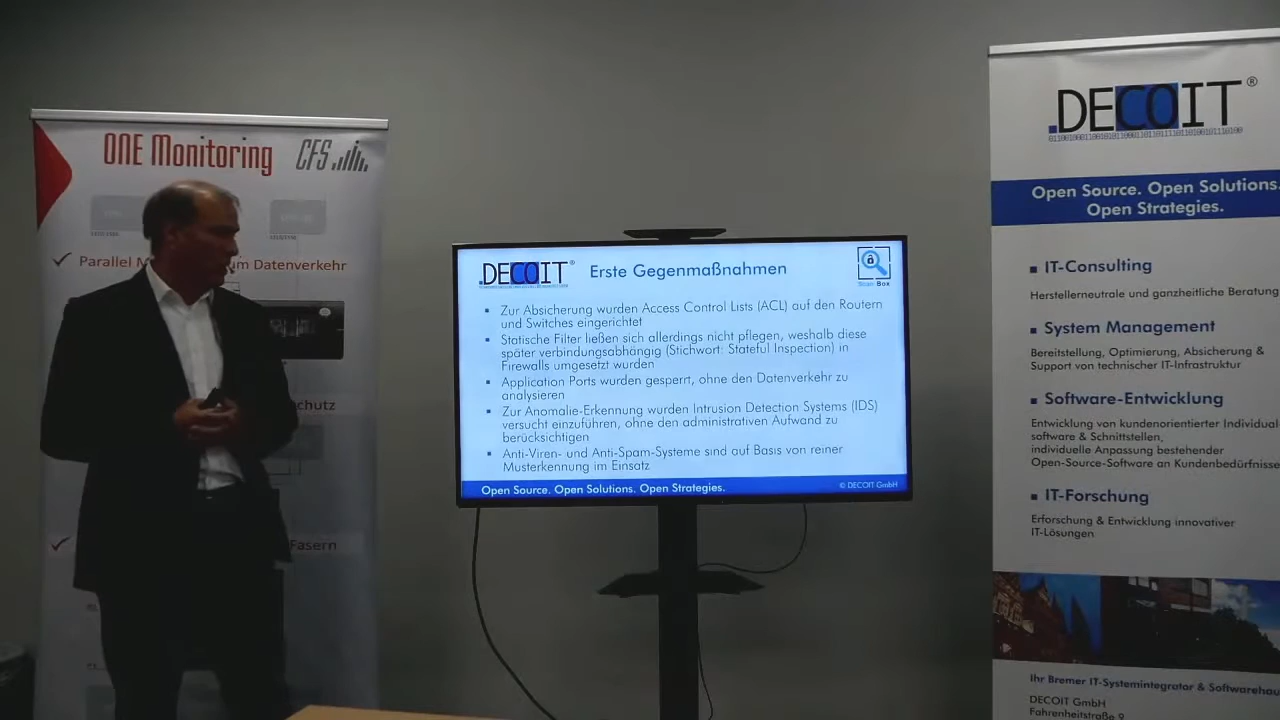 ONE Monitoring CFS
Parallel M um Datenverkehr
chutz
Fasern
.DECOIT®
Erste Gegenmaßnahmen
Scan Box
▪ Zur Absicherung wurden Access Control Lists (ACL) auf den Routern
und Switches eingerichtet
▪ Statische Filter ließen sich allerdings nicht pflegen, weshalb diese
später verbindungsabhängig (Stichwort: Stateful Inspection) in
Firewalls umgesetzt wurden
▪ Application Ports wurden gesperrt, ohne den Datenverkehr zu
analysieren
▪ Zur Anomalie-Erkennung wurden Intrusion Detection Systems (IDS)
versucht einzuführen, ohne den administrativen Aufwand zu
berücksichtigen
▪ Anti-Viren- und Anti-Spam-Systeme sind auf Basis von reiner
Musterkennung im Einsatz
Open Source. Open Solutions. Open Strategies.
© DECOIT GmbH
.DECOIT®
Open Source. Open Solutions.
Open Strategies.
▪ IT-Consulting
Herstellerneutrale und ganzheitliche Beratung
▪ System Management
Bereitstellung, Optimierung, Absicherung &
Support von technischer IT-Infrastruktur
▪ Software-Entwicklung
Entwicklung von kundenorientierter Individual-
software & Schnittstellen,
individuelle Anpassung bestehender
Open-Source-Software an Kundenbedürfnisse
▪ IT-Forschung
Erforschung & Entwicklung innovativer
IT-Lösungen
Ihr Bremer IT-Systemintegrator & Softwarehau
DECOIT GmbH
Fahrenheitstraße 9